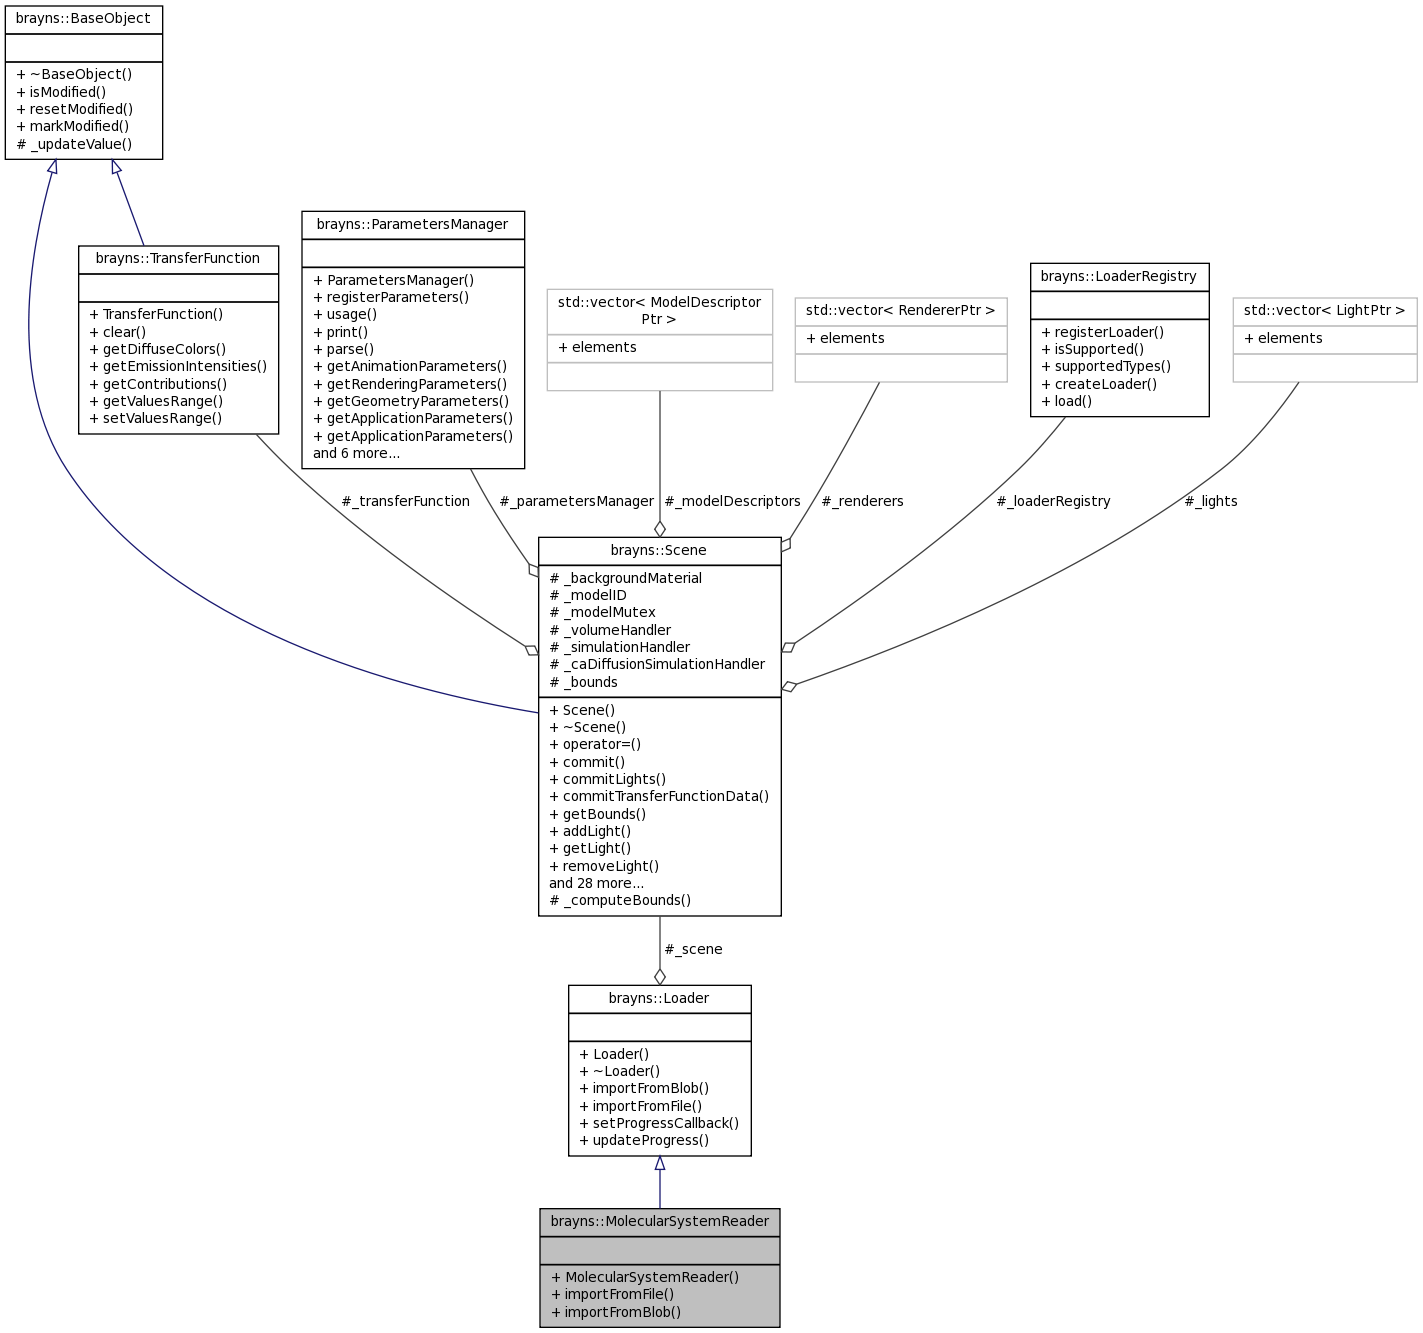 brayns::BaseObject
+ ~BaseObject()
+ isModified()
+ resetModified()
+ markModified()
# _updateValue()
brayns::TransferFunction
+ TransferFunction()
+ clear()
+ getDiffuseColors()
+ getEmissionIntensities()
+ getContributions()
+ getValuesRange()
+ setValuesRange()
brayns::ParametersManager
+ ParametersManager()
+ registerParameters()
+ usage()
+ print()
+ parse()
+ getAnimationParameters()
+ getRenderingParameters()
+ getGeometryParameters()
+ getApplicationParameters()
+ getApplicationParameters()
and 6 more...
std::vector< ModelDescriptor
Ptr >
+ elements
std::vector< RendererPtr >
+ elements
brayns::LoaderRegistry
+ registerLoader()
+ isSupported()
+ supportedTypes()
+ createLoader()
+ load()
std::vector< LightPtr >
+ elements
#_transferFunction
#_parametersManager
#_modelDescriptors
#_renderers
#_loaderRegistry
#_lights
brayns::Scene
# _backgroundMaterial
# _modelID
# _modelMutex
# _volumeHandler
# _simulationHandler
# _caDiffusionSimulationHandler
# _bounds
+ Scene()
+ ~Scene()
+ operator=()
+ commit()
+ commitLights()
+ commitTransferFunctionData()
+ getBounds()
+ addLight()
+ getLight()
+ removeLight()
and 28 more...
# _computeBounds()
#_scene
brayns::Loader
+ Loader()
+ ~Loader()
+ importFromBlob()
+ importFromFile()
+ setProgressCallback()
+ updateProgress()
brayns::MolecularSystemReader
+ MolecularSystemReader()
+ importFromFile()
+ importFromBlob()